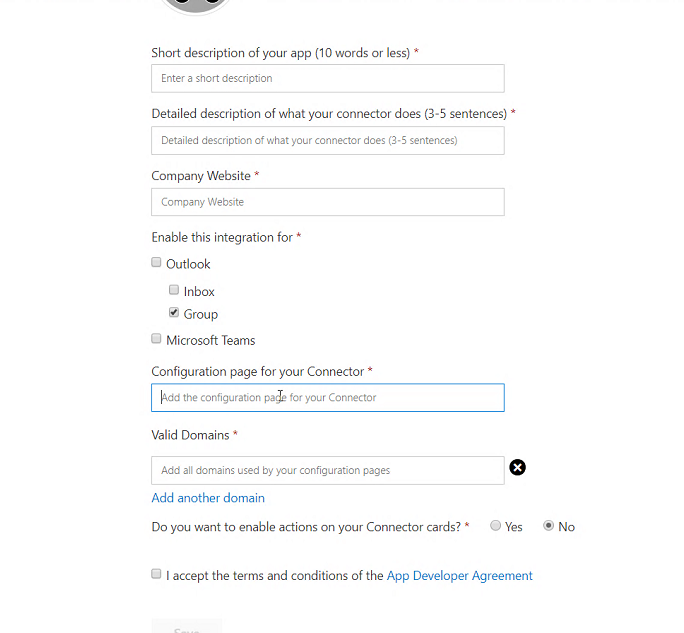 Short description of your app (10 words or less) *
Enter a short description
Detailed description of what your connector does (3-5 sentences) *
Detailed description of what your connector does (3-5 sentences)
Company Website *
Company Website
Enable this integration for *
Outlook
Inbox
Group
Microsoft Teams
Configuration page for your Connector *
Add the configuration page for your Connector
Valid Domains *
Add all domains used by your configuration pages
Add another domain
Do you want to enable actions on your Connector cards? * Yes No
I accept the terms and conditions of the App Developer Agreement
Save